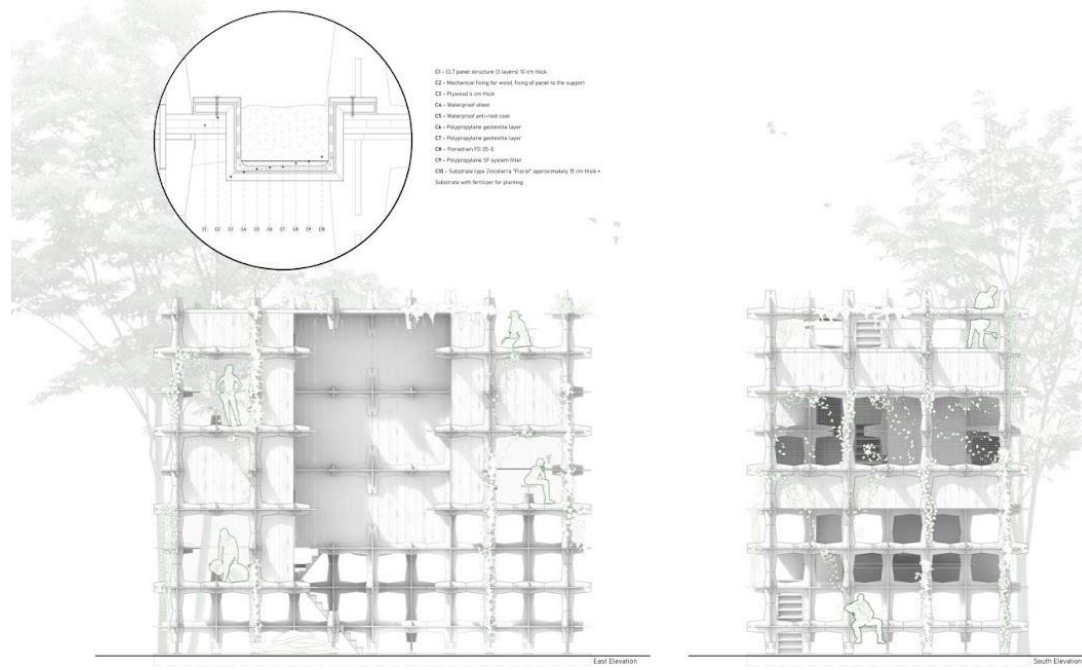 C1 – CLT panel structure (3 layers) 10 cm thick
C2 – Mechanical fixing for wood, fixing of panel to the support
C3 – Plywood 4 cm thick
C4 – Waterproof sheet
C5 – Waterproof anti-root coat
C6 – Polypropylene geotextile layer
C7 – Polypropylene geotextile layer
C8 – Floradrain FD 25-E
C9 – Polypropylene SF system filter
C10 – Substrate type Zincoterra "Floral" approximately 15 cm thick +
Substrate with fertilizer for planting.
C1 C2 C3 C4 C5 C6 C7 C8 C9 C10
East Elevation
South Elevation